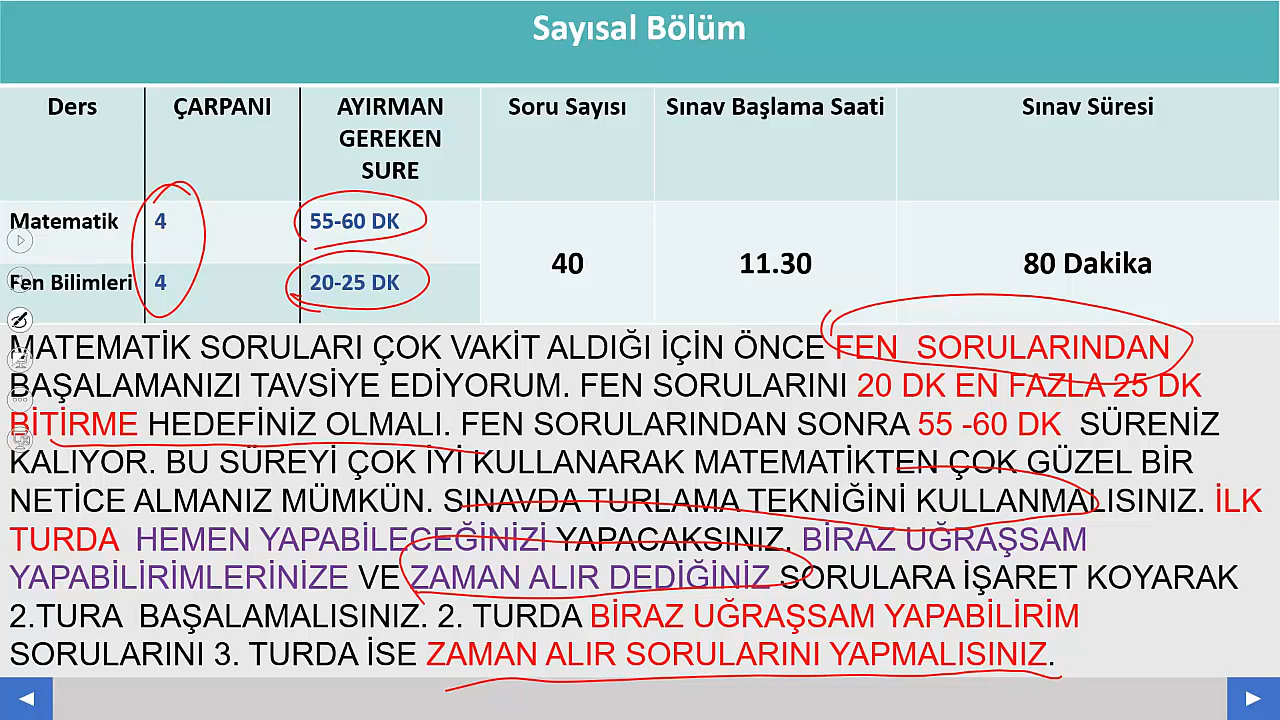 Sayısal Bölüm
Ders ÇARPANI AYIRMAN GEREKEN SURE Soru Sayısı Sınav Başlama Saati Sınav Süresi
Matematik 4 55-60 DK
Fen Bilimleri 4 20-25 DK
40 11.30 80 Dakika
MATEMATİK SORULARI ÇOK VAKİT ALDIĞI İÇİN ÖNCE FEN SORULARINDAN
BAŞALAMANIZI TAVSİYE EDİYORUM. FEN SORULARINI 20 DK EN FAZLA 25 DK
BİTİRME HEDEFİNİZ OLMALI. FEN SORULARINDAN SONRA 55 -60 DK SÜRENİZ
KALIYOR. BU SÜREYİ ÇOK İYİ KULLANARAK MATEMATİKTEN ÇOK GÜZEL BİR
NETİCE ALMANIZ MÜMKÜN. SINAVDA TURLAMA TEKNİĞİNİ KULLANMALISINIZ. İLK
TURDA HEMEN YAPABİLECEĞİNİZİ YAPACAKSINIZ. BİRAZ UĞRAŞSAM
YAPABİLİRİMLERİNİZE VE ZAMAN ALIR DEDİĞİNİZ SORULARA İŞARET KOYARAK
2.TURA BAŞALAMALISINIZ. 2. TURDA BİRAZ UĞRAŞSAM YAPABİLİRİM
SORULARINI 3. TURDA İSE ZAMAN ALIR SORULARINI YAPMALISINIZ.